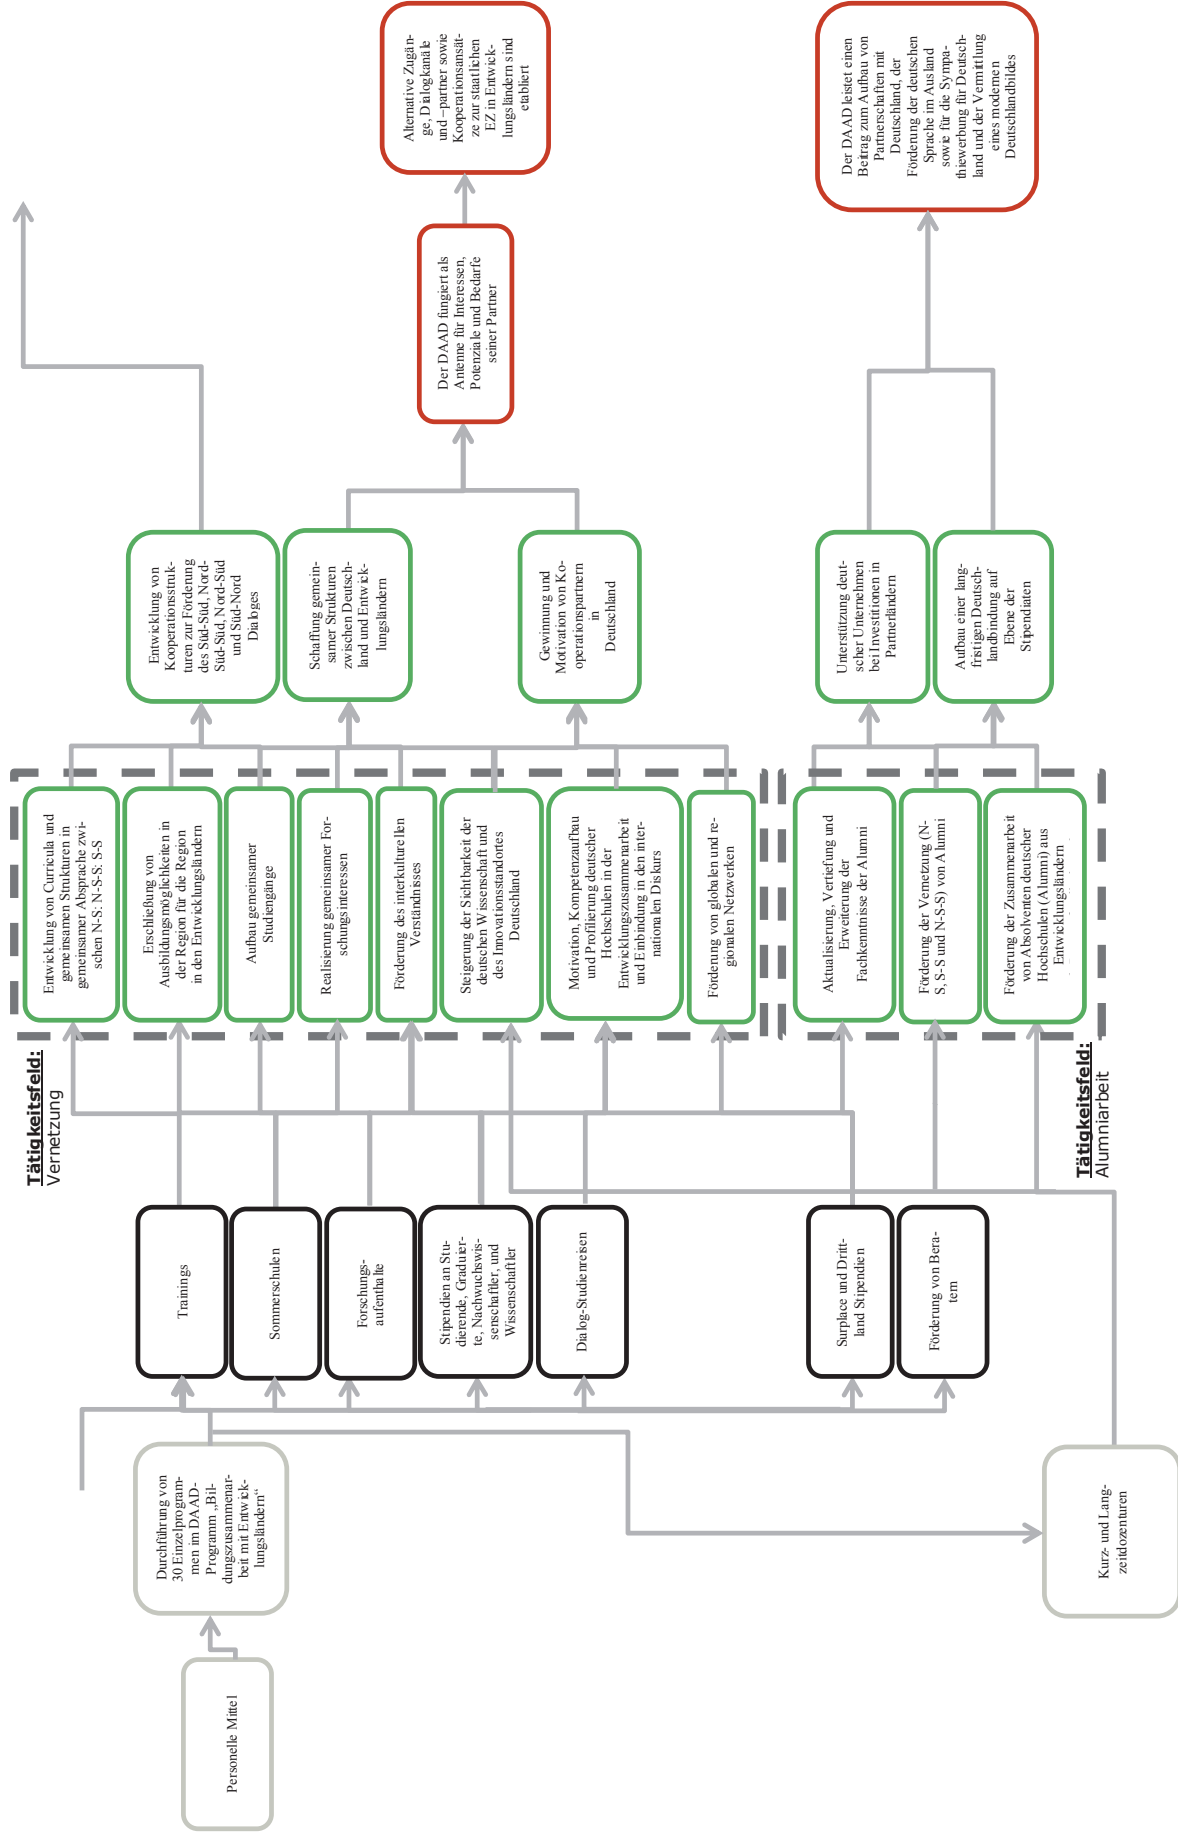 Personelle Mittel
Durchführung von
30 Einzelprogram-
men im DAAD-
Programm „Bil-
dungszusammenar-
beit mit Entwick-
lungsländern“
Kurz- und Lang-
zeitdozenturen
Trainings
Sommerschulen
Forschungs-
aufenthalte
Stipendien an Stu-
dierende, Graduier-
te, Nachwuchswis-
senschaftler, und
Wissenschaftler
Dialog-Studienreisen
Surplace und Dritt-
land Stipendien
Förderung von Bera-
tern
Tätigkeitsfeld:
Vernetzung
Entwicklung von Curricula und
gemeinsamen Strukturen in
gemeinsamer Absprache zwi-
schen N-S: N-S-S: S-S
Erschließung von
Ausbildungsmöglichkeiten in
der Region für die Region
in den Entwicklungsländern
Aufbau gemeinsamer
Studiengänge
Realisierung gemeinsamer For-
schungsinteressen
Förderung des interkulturellen
Verständnisses
Steigerung der Sichtbarkeit der
deutschen Wissenschaft und
des Innovationsstandortes
Deutschland
Motivation, Kompetenzaufbau
und Profilierung deutscher
Hochschulen in der
Entwicklungszusammenarbeit
und Einbindung in den inter-
nationalen Diskurs
Förderung von globalen und re-
gionalen Netzwerken
Tätigkeitsfeld:
Alumniarbeit
Aktualisierung, Vertiefung und
Erweiterung der
Fachkenntnisse der Alumni
Förderung der Vernetzung (N-
S, S-S und N-S-S) von Alumni
Förderung der Zusammenarbeit
von Absolventen deutscher
Hochschulen (Alumni) aus
Entwicklungsländern
Entwicklung von
Kooperationsstruk-
turen zur Förderung
des Süd-Süd, Nord-
Süd-Süd, Nord-Süd
und Süd-Nord
Dialoges
Schaffung gemein-
samer Strukturen
zwischen Deutsch-
land und Entwick-
lungsländern
Gewinnung und
Motivation von Ko-
operationspartnern
in
Deutschland
Unterstützung deut-
scher Unternehmen
bei Investitionen in
Partnerländern
Aufbau einer lang-
fristigen Deutsch-
landbindung auf
Ebene der
Stipendiaten
Der DAAD fungiert als
Antenne für Interessen,
Potenziale und Bedarfe
seiner Partner
Alternative Zugän-
ge, Dialogkanäle
und –partner sowie
Kooperationsansät-
ze zur staatlichen
EZ in Entwick-
lungsländern sind
etabliert
Der DAAD leistet einen
Beitrag zum Aufbau von
Partnerschaften mit
Deutschland, der
Förderung der deutschen
Sprache im Ausland
sowie für die Sympa-
thiewerbung für Deutsch-
land und der Vermittlung
eines modernen
Deutschlandbildes